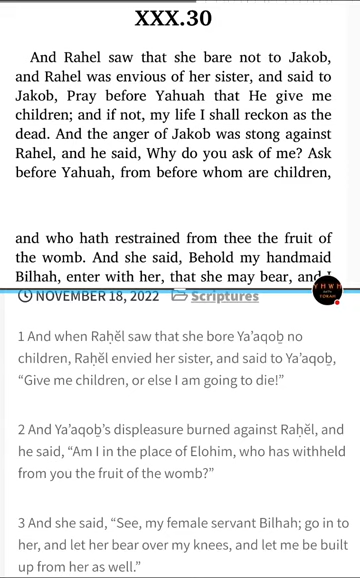 XXX.30
And Rahel saw that she bare not to Jakob,
and Rahel was envious of her sister, and said to
Jakob, Pray before Yahuah that He give me
children; and if not, my life I shall reckon as the
dead. And the anger of Jakob was stong against
Rahel, and he said, Why do you ask of me? Ask
before Yahuah, from before whom are children,
and who hath restrained from thee the fruit of
the womb. And she said, Behold my handmaid
Bilhah, enter with her, that she may bear, and I
NOVEMBER 18, 2022 Scriptures
YHWH
TORAH
1 And when Raḥĕl saw that she bore Ya’aqoḇ no
children, Raḥĕl envied her sister, and said to Ya’aqoḇ,
“Give me children, or else I am going to die!”
2 And Ya’aqoḇ’s displeasure burned against Raḥĕl, and
he said, “Am I in the place of Elohim, who has withheld
from you the fruit of the womb?”
3 And she said, “See, my female servant Bilhah; go in to
her, and let her bear over my knees, and let me be built
up from her as well.”